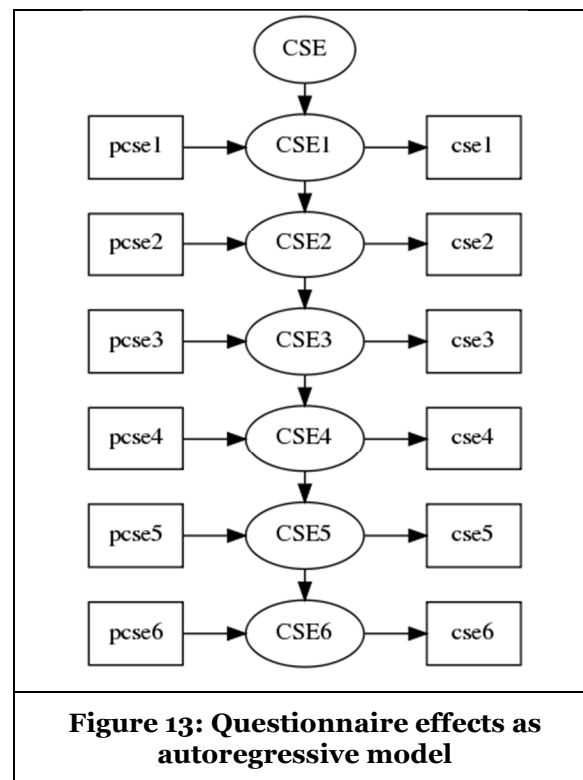 CSE
pcse1 CSE1 cse1
pcse2 CSE2 cse2
pcse3 CSE3 cse3
pcse4 CSE4 cse4
pcse5 CSE5 cse5
pcse6 CSE6 cse6
Figure 13: Questionnaire effects as
autoregressive model